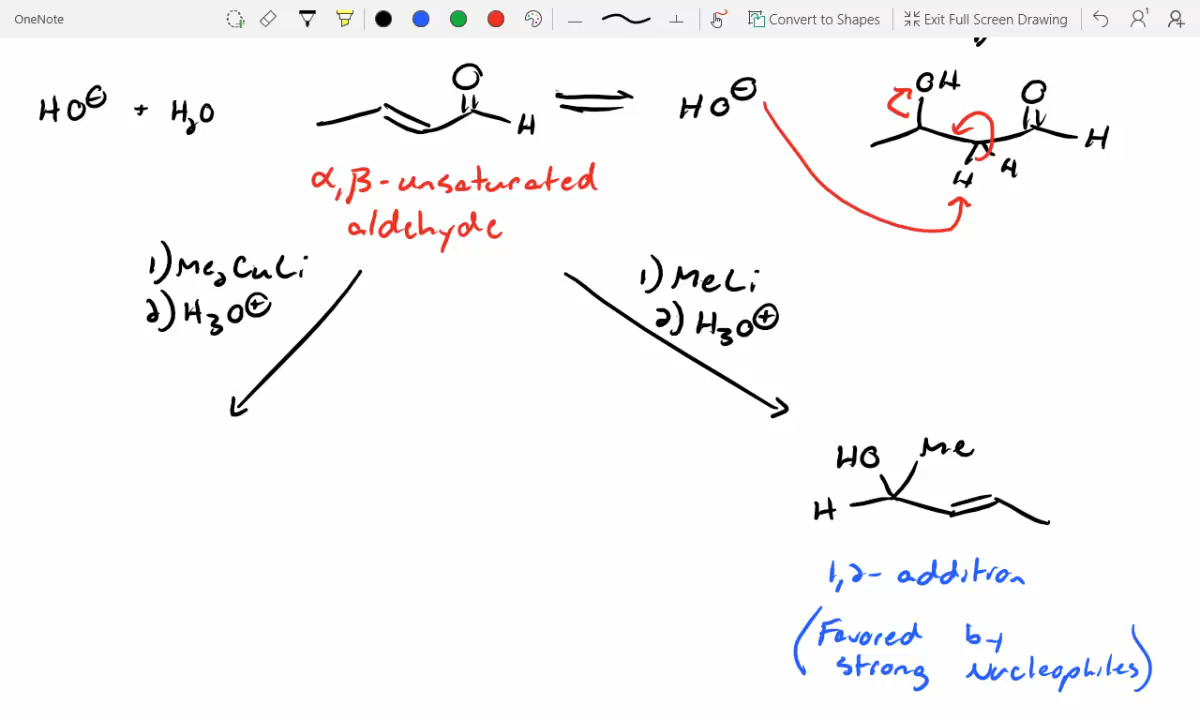 OneNote
Convert to Shapes
Exit Full Screen Drawing
HO⊖ + H₂O
O
H
HO⊖
OH
O
H
H
H
α,β-unsaturated
aldehyde
1) Me₂CuLi
2) H₃O⊕
1) MeLi
2) H₃O⊕
HO
Me
H
1,2- addition
(Favored by
strong Nucleophiles)